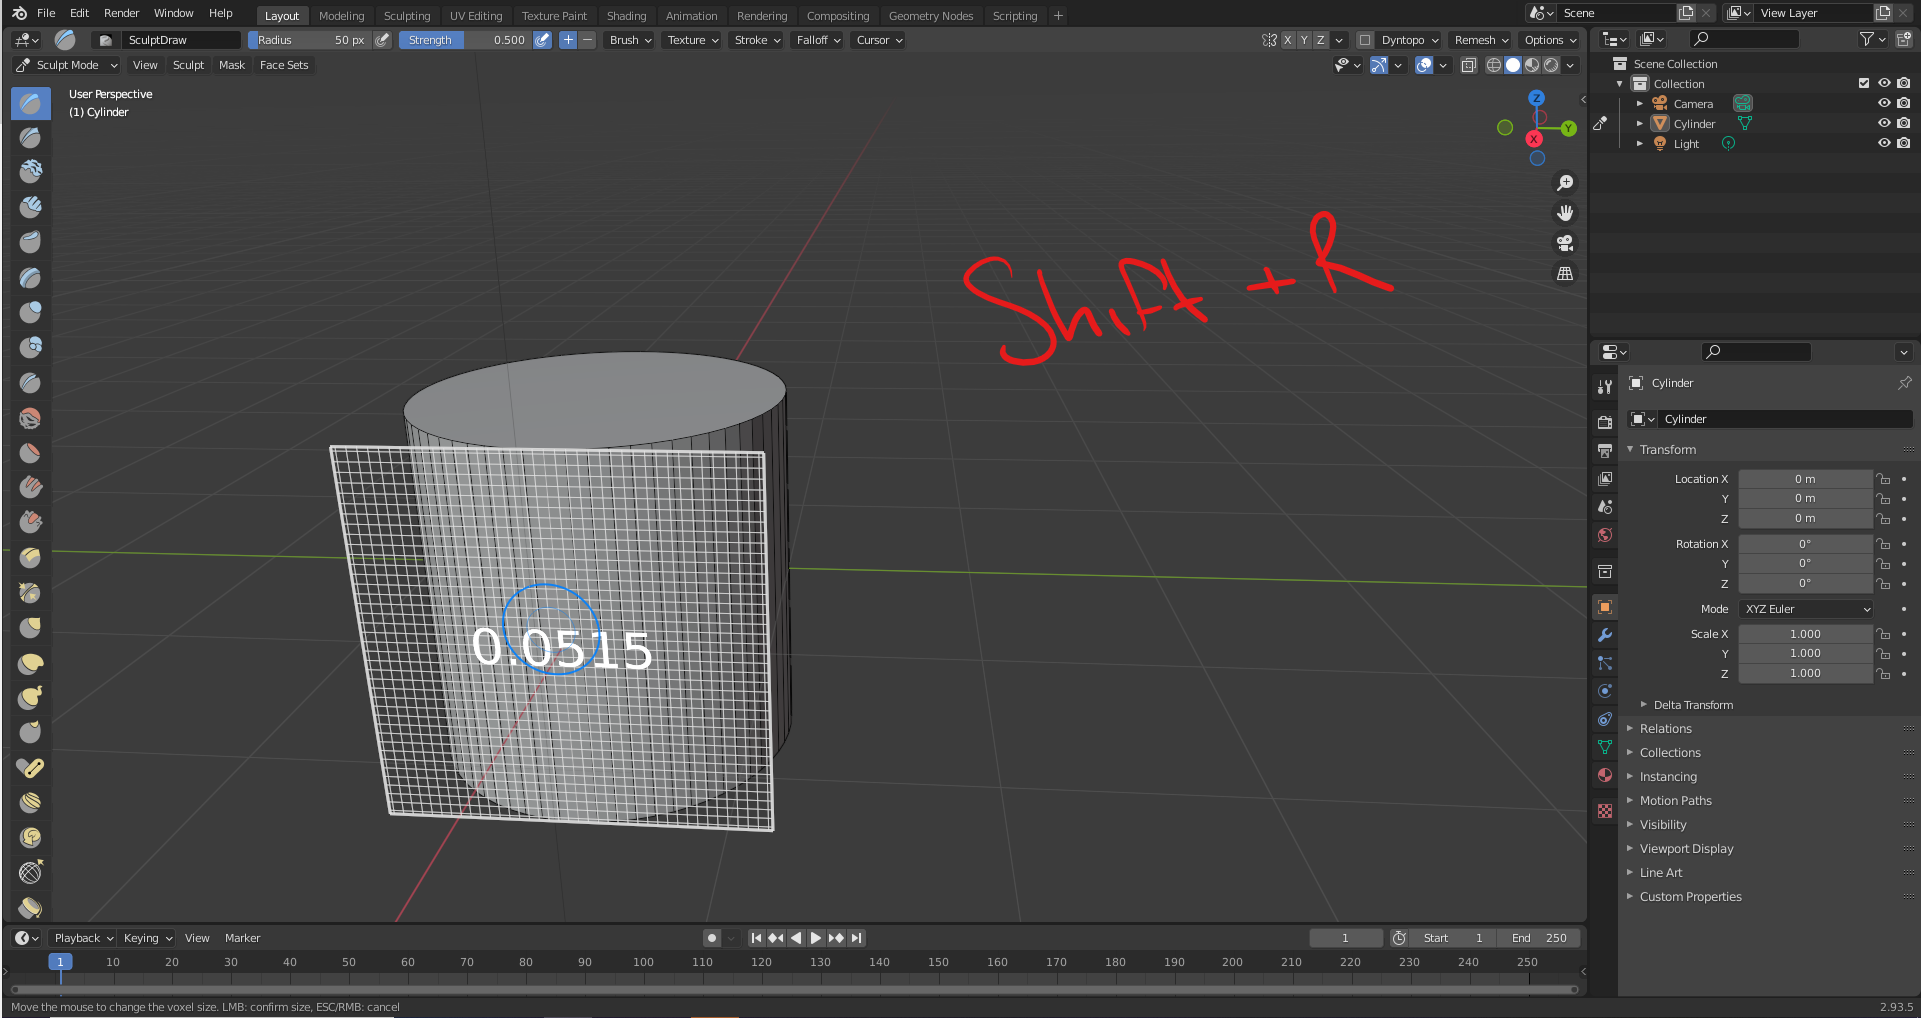 File Edit Render Window Help Layout Modeling Sculpting UV Editing Texture Paint Shading Animation Rendering Compositing Geometry Nodes Scripting + Scene View Layer
SculptDraw Radius 50 px Strength 0.500 + − Brush Texture Stroke Falloff Cursor X Y Z Dyntopo Remesh Options
Sculpt Mode View Sculpt Mask Face Sets
User Perspective
(1) Cylinder
Z
Y
X
Shift + R
0.0515
Scene Collection
Collection
Camera
Cylinder
Light
Cylinder
Cylinder
Transform
Location X 0 m
Y 0 m
Z 0 m
Rotation X 0°
Y 0°
Z 0°
Mode XYZ Euler
Scale X 1.000
Y 1.000
Z 1.000
Delta Transform
Relations
Collections
Instancing
Motion Paths
Visibility
Viewport Display
Line Art
Custom Properties
Playback Keying View Marker 1 Start 1 End 250
1 10 20 30 40 50 60 70 80 90 100 110 120 130 140 150 160 170 180 190 200 210 220 230 240 250
Move the mouse to change the voxel size. LMB: confirm size, ESC/RMB: cancel 2.93.5